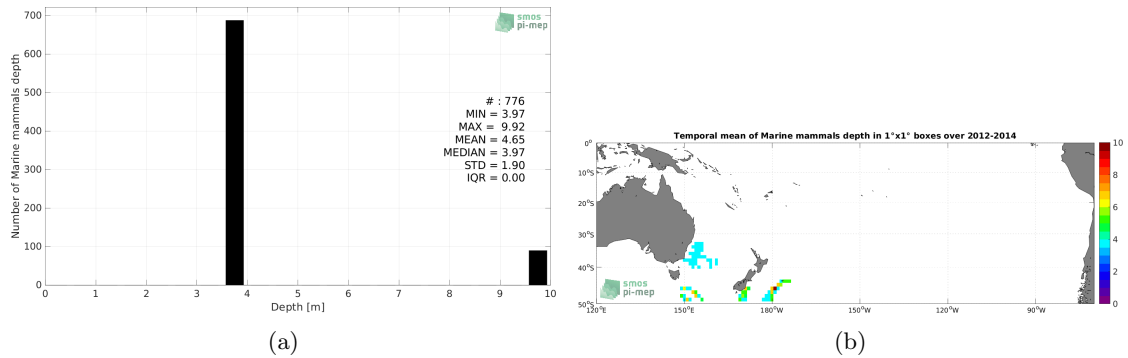 smos
pi-mep
Number of Marine mammals depth
700
600
500
400
300
200
100
0
# : 776
MIN = 3.97
MAX = 9.92
MEAN = 4.65
MEDIAN = 3.97
STD = 1.90
IQR = 0.00
0 1 2 3 4 5 6 7 8 9 10
Depth [m]
(a)
Temporal mean of Marine mammals depth in 1°x1° boxes over 2012-2014
0°
10°S
20°S
30°S
40°S
50°S
120°E 150°E 180°W 150°W 120°W 90°W
10
8
6
4
2
0
smos
pi-mep
(b)